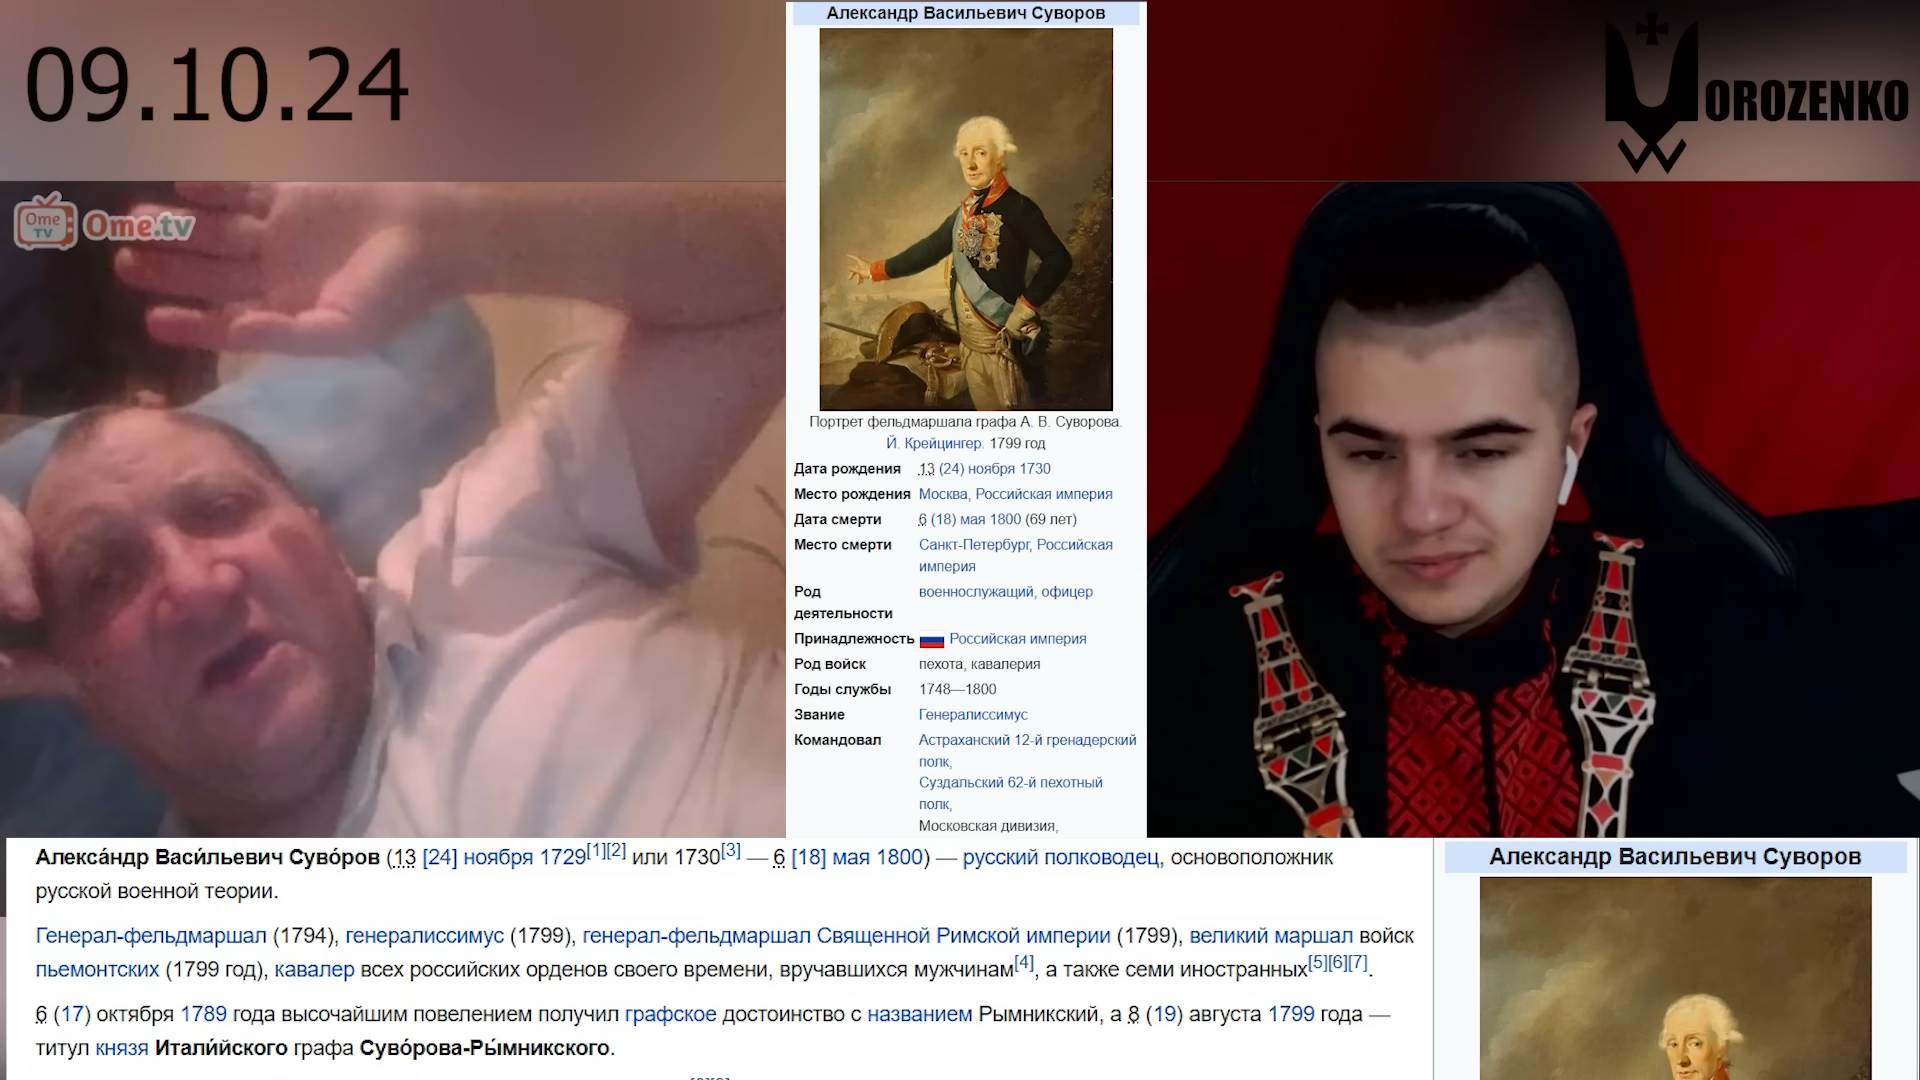 09.10.24
Ome TV
Ome.tv
OROZENKO
Александр Васильевич Суворов
Портрет фельдмаршала графа А. В. Суворова.
Й. Крейцингер. 1799 год
Дата рождения 13 (24) ноября 1730
Место рождения Москва, Российская империя
Дата смерти 6 (18) мая 1800 (69 лет)
Место смерти Санкт-Петербург, Российская
империя
Род военнослужащий, офицер
деятельности
Принадлежность Российская империя
Род войск пехота, кавалерия
Годы службы 1748—1800
Звание Генералиссимус
Командовал Астраханский 12-й гренадерский
полк,
Суздальский 62-й пехотный
полк,
Московская дивизия,
Алекса́ндр Васи́льевич Суво́ров (13 [24] ноября 1729[1][2] или 1730[3] — 6 [18] мая 1800) — русский полководец, основоположник
русской военной теории.
Генерал-фельдмаршал (1794), генералиссимус (1799), генерал-фельдмаршал Священной Римской империи (1799), великий маршал войск
пьемонтских (1799 год), кавалер всех российских орденов своего времени, вручавшихся мужчинам[4], а также семи иностранных[5][6][7].
6 (17) октября 1789 года высочайшим повелением получил графское достоинство с названием Рымникский, а 8 (19) августа 1799 года —
титул князя Итали́йского графа Суво́рова-Ры́мникского.
Александр Васильевич Суворов